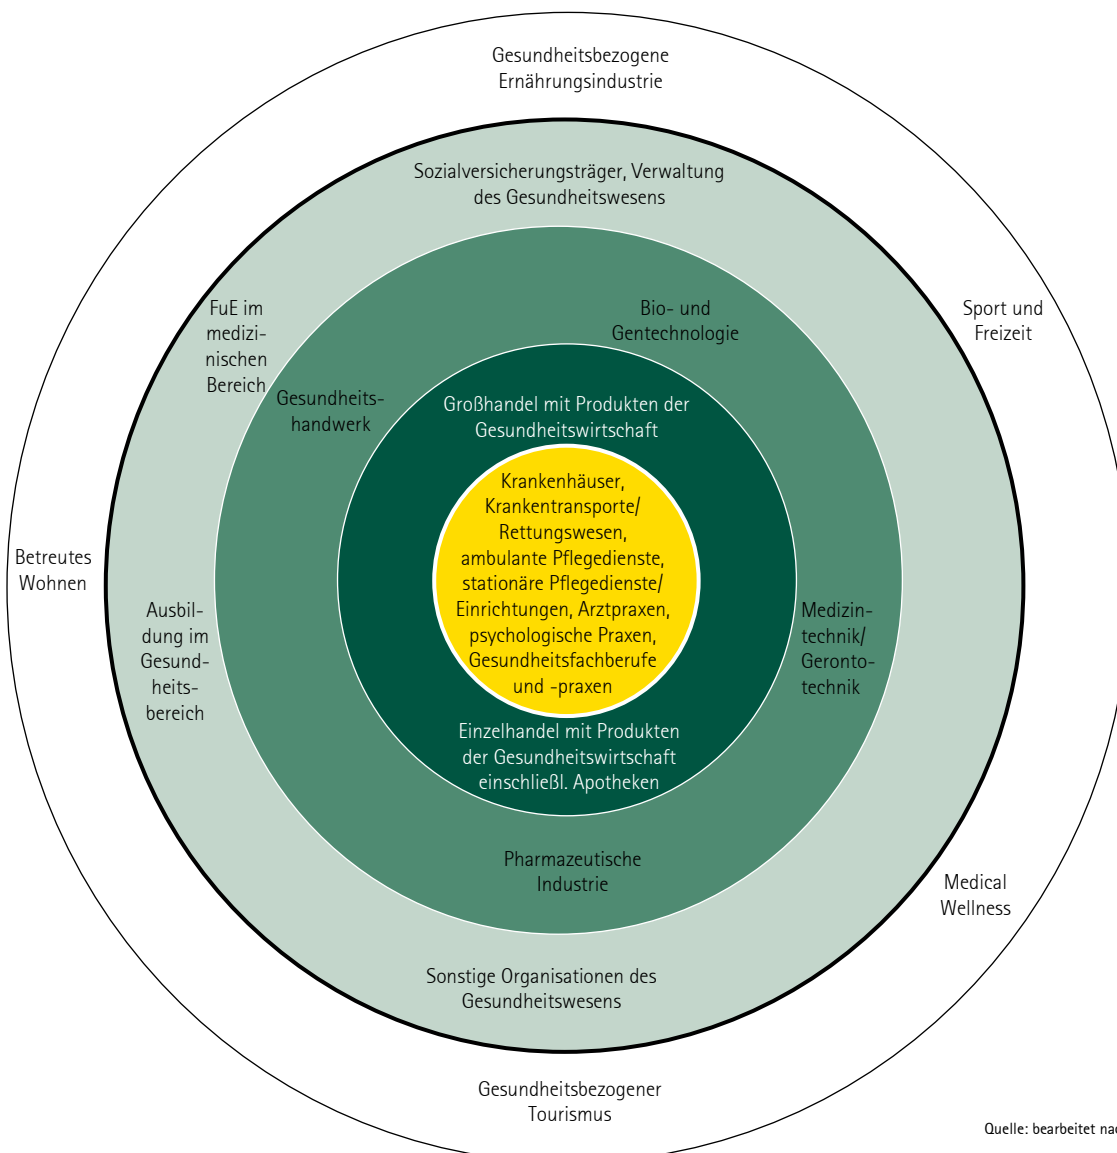 Gesundheitsbezogene
Ernährungsindustrie
Sozialversicherungsträger, Verwaltung
des Gesundheitswesens
FuE im
medizi-
nischen
Bereich
Bio- und
Gentechnologie
Sport und
Freizeit
Gesundheits-
handwerk
Großhandel mit Produkten der
Gesundheitswirtschaft
Krankenhäuser,
Krankentransporte/
Rettungswesen,
ambulante Pflegedienste,
stationäre Pflegedienste/
Einrichtungen, Arztpraxen,
psychologische Praxen,
Gesundheitsfachberufe
und -praxen
Betreutes
Wohnen
Ausbil-
dung im
Gesund-
heits-
bereich
Medizin-
technik/
Geronto-
technik
Einzelhandel mit Produkten
der Gesundheitswirtschaft
einschließl. Apotheken
Pharmazeutische
Industrie
Medical
Wellness
Sonstige Organisationen des
Gesundheitswesens
Gesundheitsbezogener
Tourismus
Quelle: bearbeitet nac